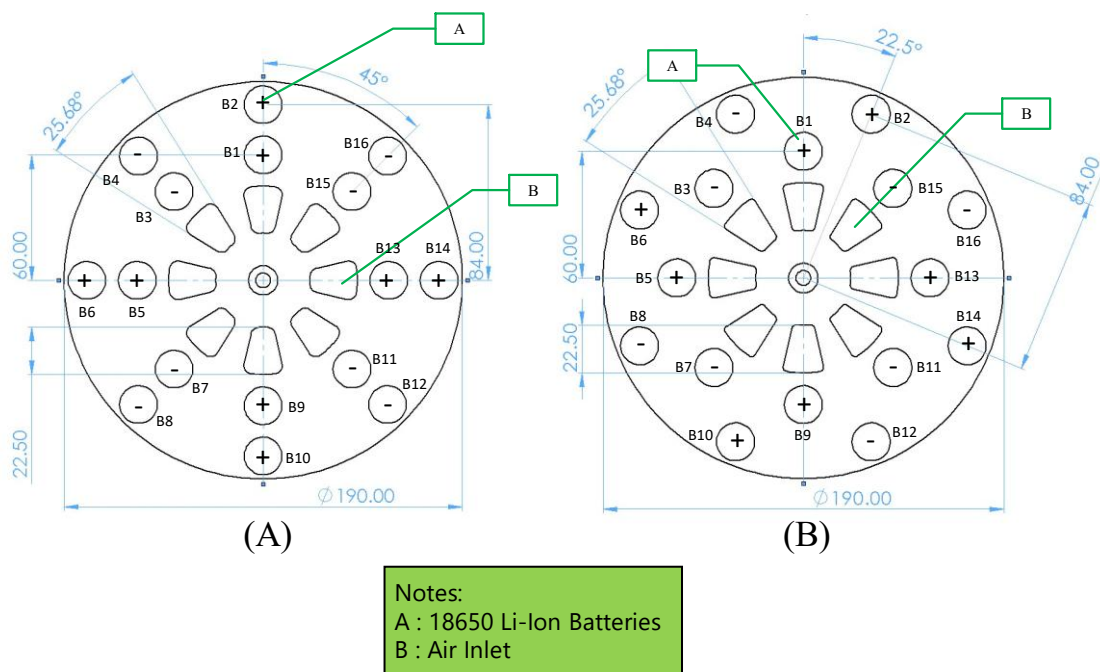 A
45°
25.68°
B2
+
B1
+
B16
-
B4
-
B15
-
B3
-
B
60.00
84.00
B13
+
B14
+
B6
+
B5
+
B11
-
B7
-
B12
-
B8
-
B9
+
B10
+
22.50
∅190.00
(A)
22.5°
A
25.68°
B4
-
B1
+
B2
+
B
B3
-
B15
-
B6
+
B16
-
84.00
60.00
B5
+
B13
+
B8
-
B14
+
B7
-
B11
-
22.50
B9
+
B10
+
B12
-
∅190.00
(B)
Notes:
A : 18650 Li-Ion Batteries
B : Air Inlet